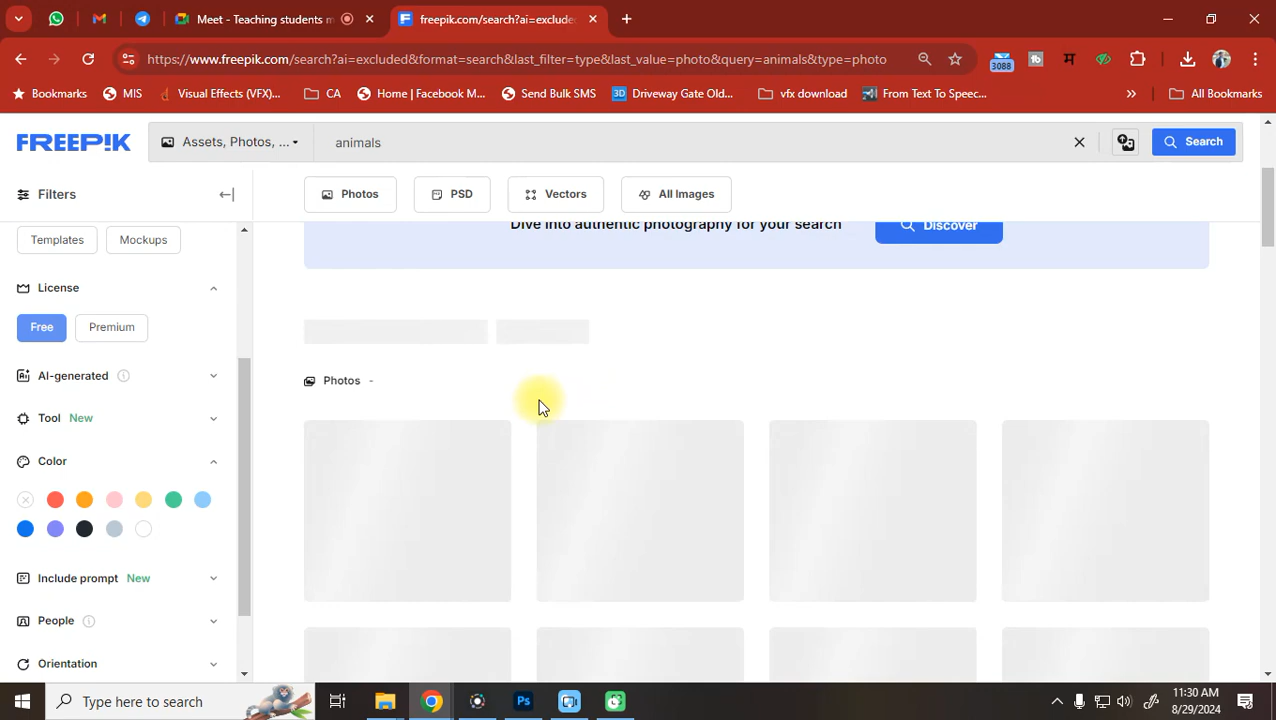 Meet - Teaching students m
freepik.com/search?ai=exclude
https://www.freepik.com/search?ai=excluded&format=search&last_filter=type&last_value=photo&query=animals&type=photo
3088
Bookmarks
MIS
Visual Effects (VFX)...
CA
Home | Facebook M...
Send Bulk SMS
3D
Driveway Gate Old...
vfx download
From Text To Speec...
»
All Bookmarks
FREEPIK
Assets, Photos, ...
animals
Search
Filters
Photos
PSD
Vectors
All Images
Templates
Mockups
Dive into authentic photography for your search
Discover
License
Free
Premium
AI-generated
Photos -
Tool New
Color
Include prompt New
People
Orientation
Type here to search
Ps
11:30 AM
8/29/2024